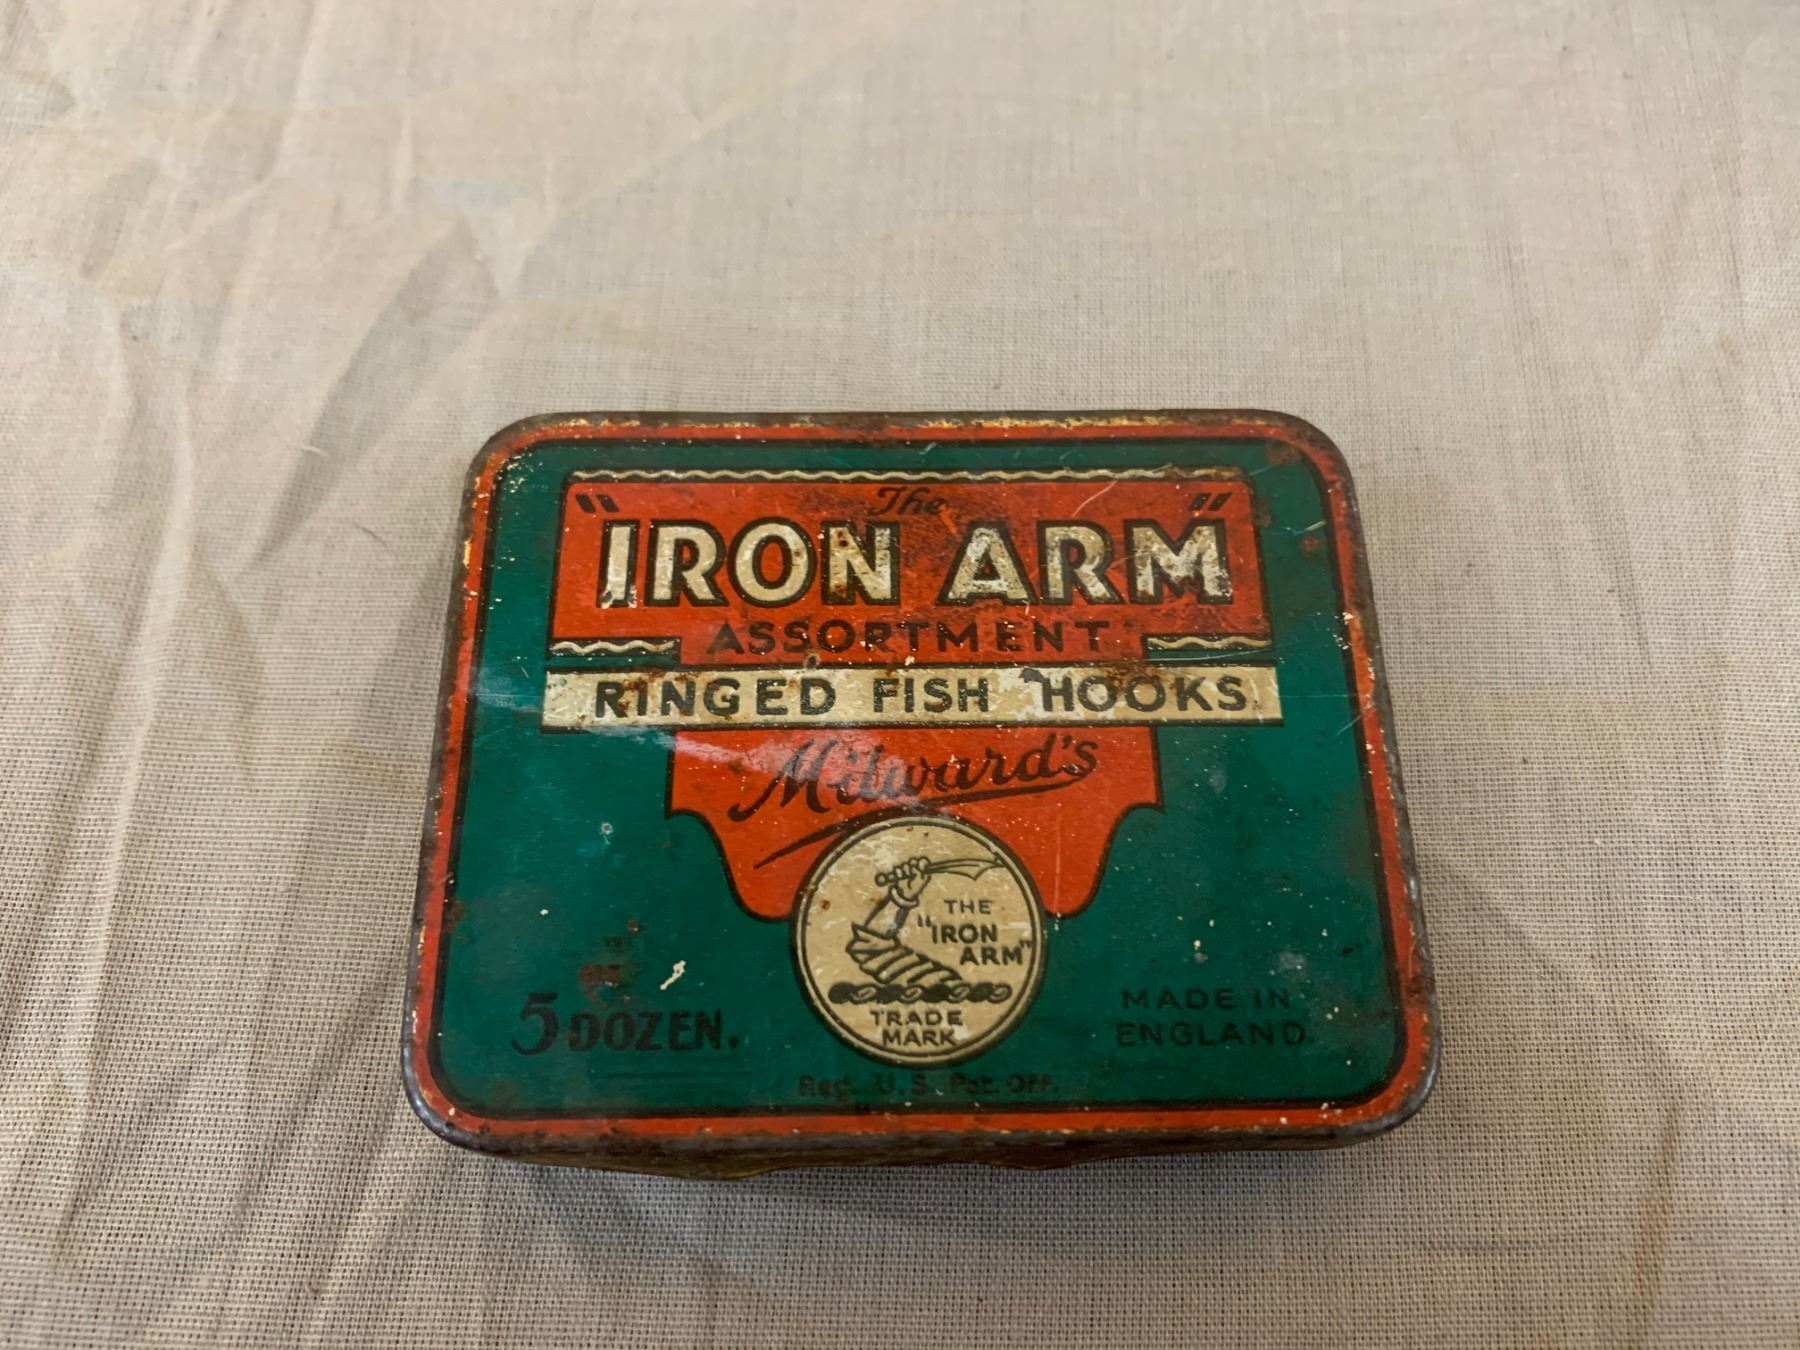 The
"IRON ARM"
ASSORTMENT
RINGED FISH HOOKS
Milward's
THE
"IRON
ARM"
TRADE
MARK
5 DOZEN.
MADE IN
ENGLAND.
Reg. U.S. Pat. Off.